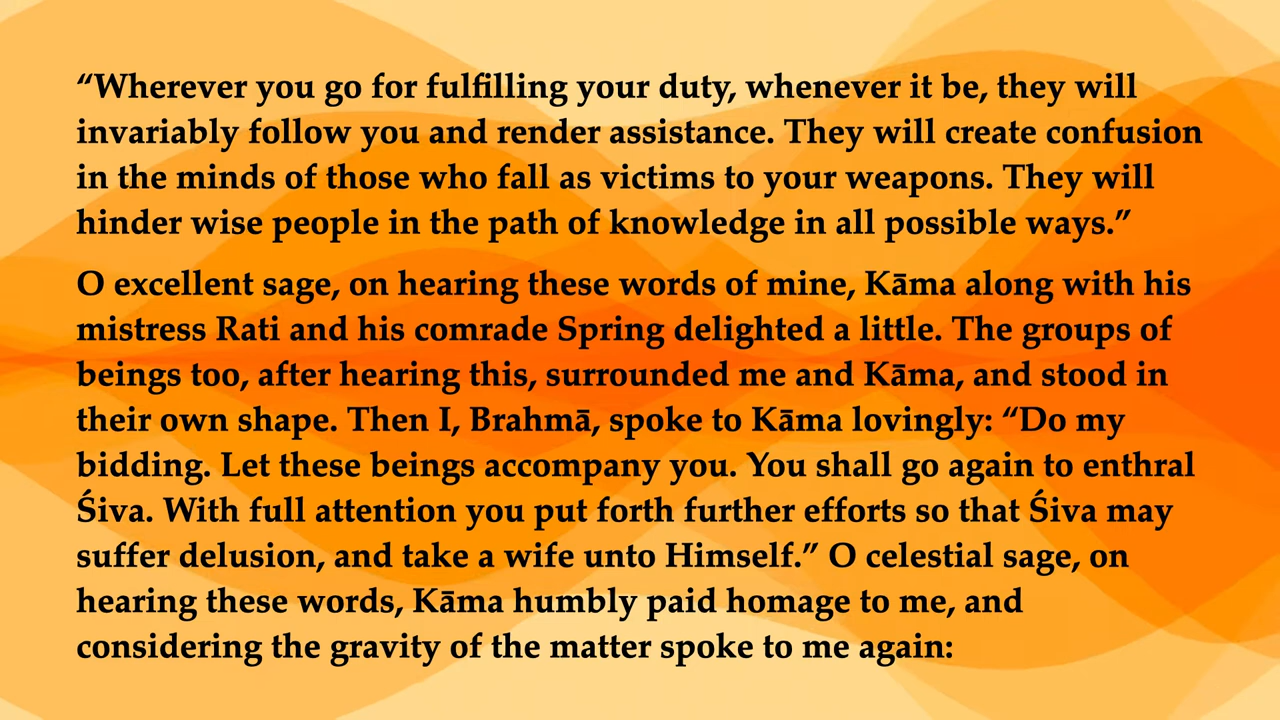 “Wherever you go for fulfilling your duty, whenever it be, they will
invariably follow you and render assistance. They will create confusion
in the minds of those who fall as victims to your weapons. They will
hinder wise people in the path of knowledge in all possible ways.”
O excellent sage, on hearing these words of mine, Kāma along with his
mistress Rati and his comrade Spring delighted a little. The groups of
beings too, after hearing this, surrounded me and Kāma, and stood in
their own shape. Then I, Brahmā, spoke to Kāma lovingly: “Do my
bidding. Let these beings accompany you. You shall go again to enthral
Śiva. With full attention you put forth further efforts so that Śiva may
suffer delusion, and take a wife unto Himself.” O celestial sage, on
hearing these words, Kāma humbly paid homage to me, and
considering the gravity of the matter spoke to me again: